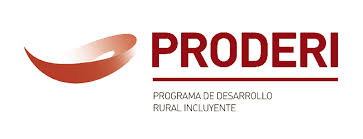 PRODERI
PROGRAMA DE DESARROLLO
RURAL INCLUYENTE